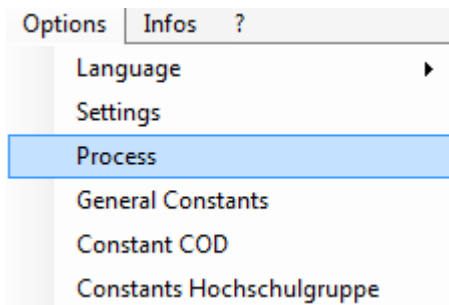 Options Infos ?
Language
Settings
Process
General Constants
Constant COD
Constants Hochschulgruppe